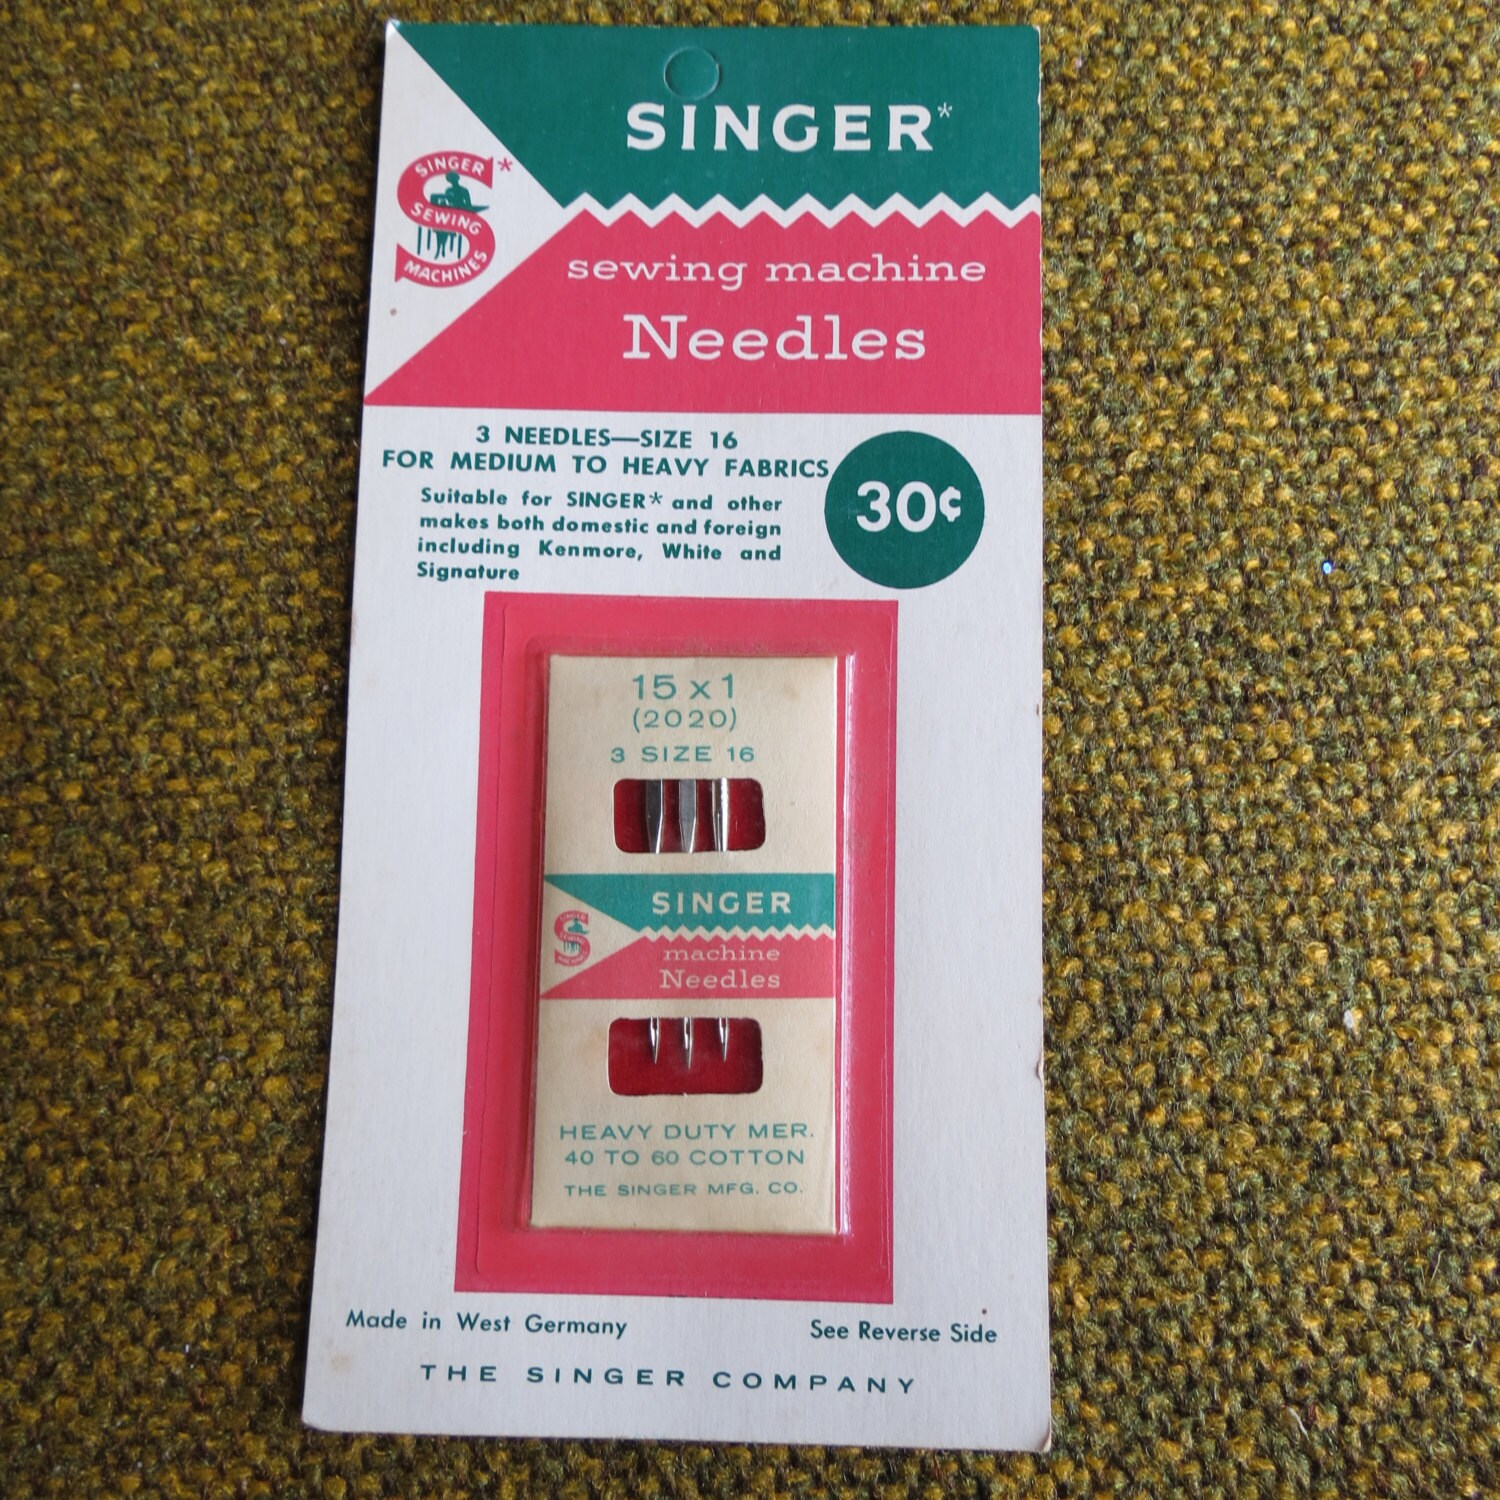 SINGER*
SINGER*
SEWING
MACHINES
sewing machine
Needles
3 NEEDLES—SIZE 16
FOR MEDIUM TO HEAVY FABRICS
30¢
Suitable for SINGER* and other
makes both domestic and foreign
including Kenmore, White and
Signature
15 x 1
(2020)
3 SIZE 16
SINGER
machine
Needles
HEAVY DUTY MER.
40 TO 60 COTTON
THE SINGER MFG. CO.
Made in West Germany
See Reverse Side
THE SINGER COMPANY